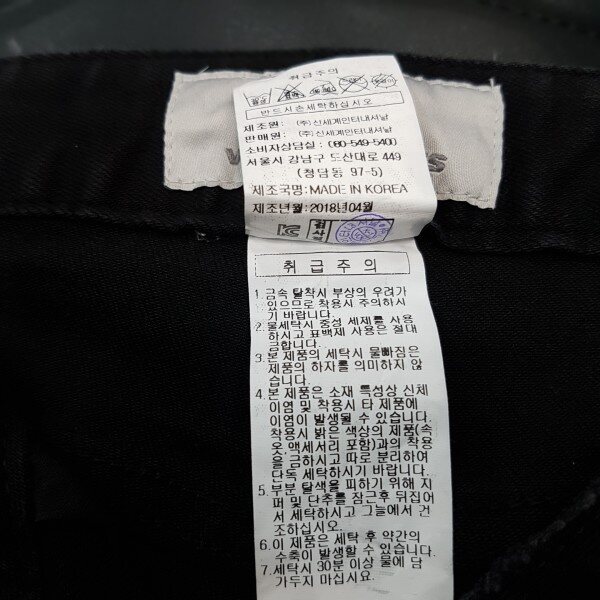 취급주의
반드시손세탁하십시오
제조원 : (주)신세계인터내셔날
판매원 : (주)신세계인터내셔날
소비자상담실 : (80-549-5400)
서울시 강남구 도산대로 449
(청담동 97-5)
제조국명: MADE IN KOREA
제조년월: 2018년04월
취급주의
1. 금속 탈착시 부상의 우려가
있으므로 착용시 주의하시
기 바랍니다.
2. 물세탁시 중성 세제를 사용
하시고 표백제 사용은 절대
금합니다.
3. 본 제품의 세탁시 물빠짐은
제품의 하자를 의미하지 않
습니다.
4. 본 제품은 소재 특성상 신체
이염 및 착용시 타 제품에
이염이 발생될 수 있습니다.
착용시 밝은 색상의 제품(속
옷,액세서리 포함)과의 착용
을 금하시고 따로 분리하여
단독 세탁하시기 바랍니다.
5. 부분 탈색을 피하기 위해 지
퍼 및 단추를 잠근후 뒤집어
서 세탁하시고 그늘에서 건
조하십시오.
6. 이 제품은 세탁 후 약간의
수축이 발생할 수 있습니다.
7. 세탁시 30분 이상 물에 담
가두지 마십시요.